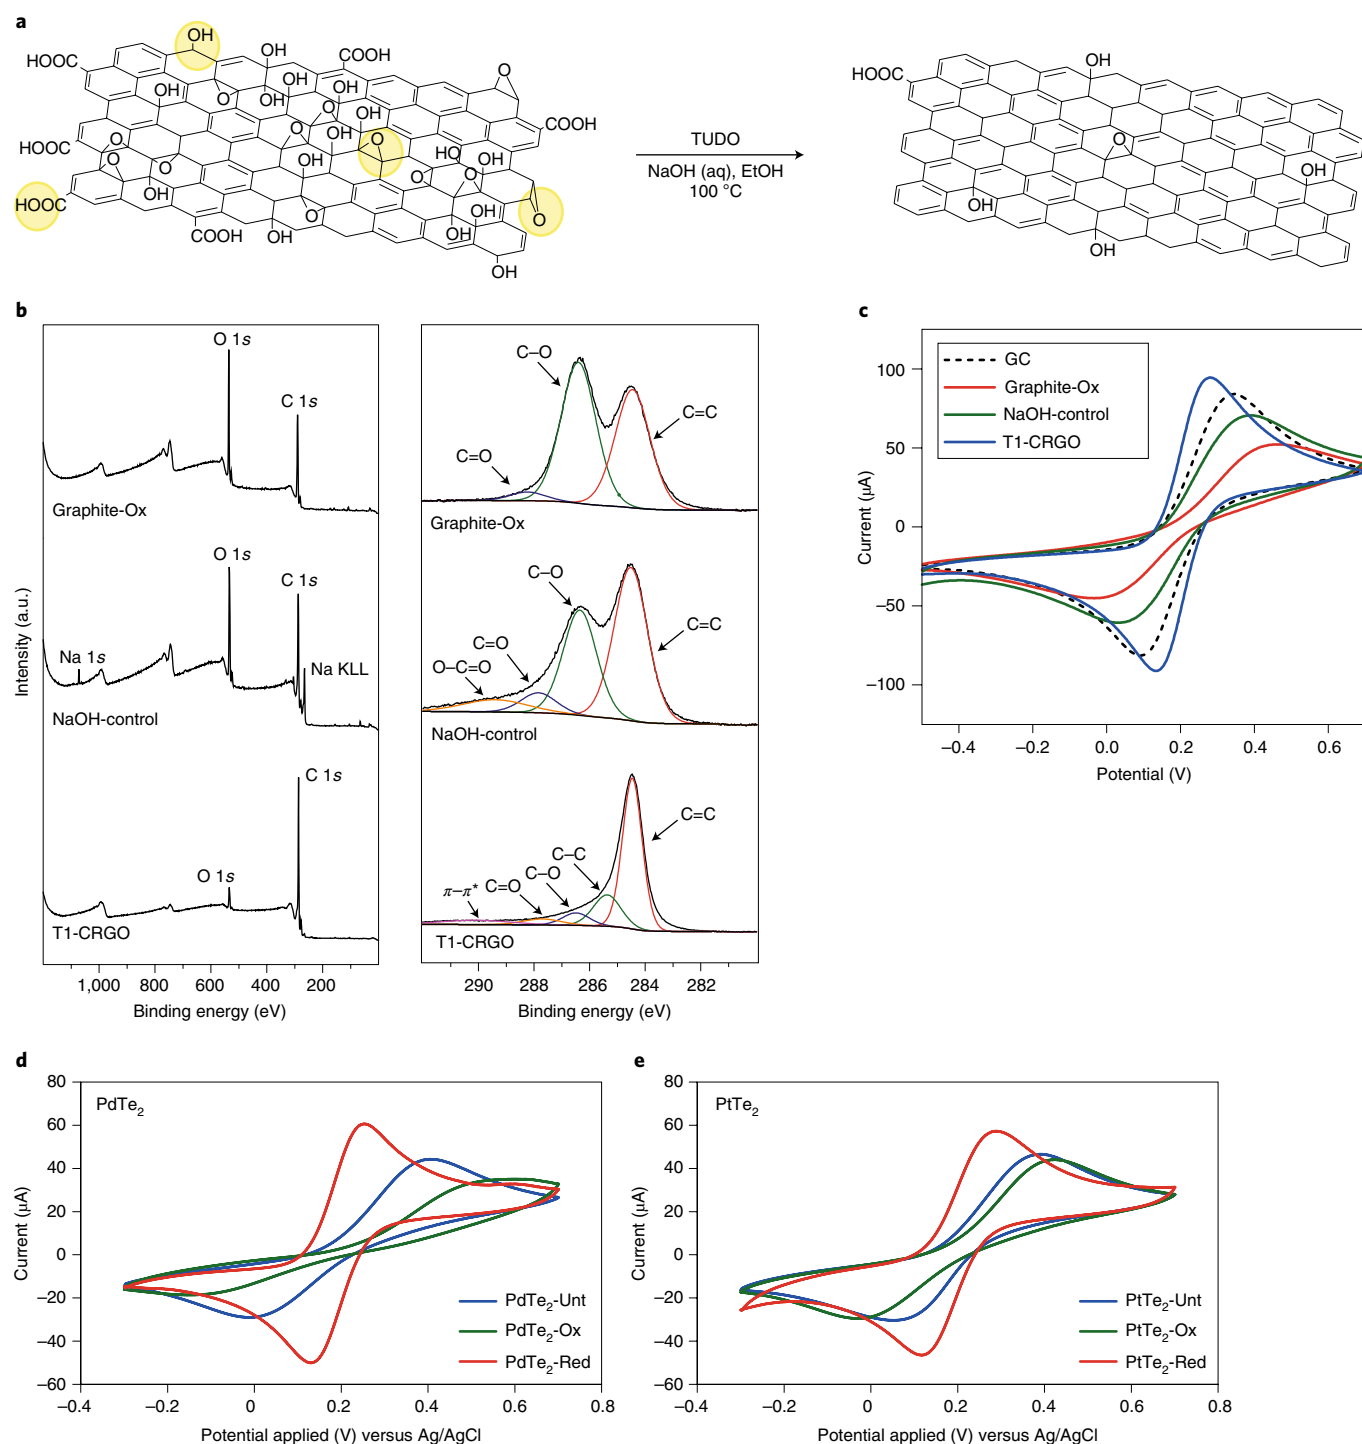 a
OH
HOOC
OH
COOH
OH
OH
OH
OH
OH
O
O
O
O
OH
OH
OH
O
COOH
HOOC
O
O
O
OH
HO
OH
O
OH
HOOC
OH
O
OH
OH
OH
O
COOH
OH
OH
TUDO
NaOH (aq), EtOH
100 °C
HOOC
OH
O
OH
OH
OH
b
O 1s
C 1s
Graphite-Ox
O 1s
C 1s
Na 1s
Na KLL
NaOH-control
C 1s
O 1s
T1-CRGO
Intensity (a.u.)
1,000 800 600 400 200
Binding energy (eV)
C–O
C=C
C=O
Graphite-Ox
C–O
C=O
C=C
O–C=O
NaOH-control
C=C
C–C
C–O
C=O
π–π*
T1-CRGO
290 288 286 284 282
Binding energy (eV)
c
GC
Graphite-Ox
NaOH-control
T1-CRGO
100
50
0
–50
–100
Current (μA)
–0.4 –0.2 0.0 0.2 0.4 0.6
Potential (V)
d
PdTe2
80
60
40
20
0
–20
–40
–60
Current (μA)
PdTe2-Unt
PdTe2-Ox
PdTe2-Red
–0.4 –0.2 0 0.2 0.4 0.6 0.8
Potential applied (V) versus Ag/AgCl
e
PtTe2
80
60
40
20
0
–20
–40
–60
Current (μA)
PtTe2-Unt
PtTe2-Ox
PtTe2-Red
–0.4 –0.2 0 0.2 0.4 0.6 0.8
Potential applied (V) versus Ag/AgCl